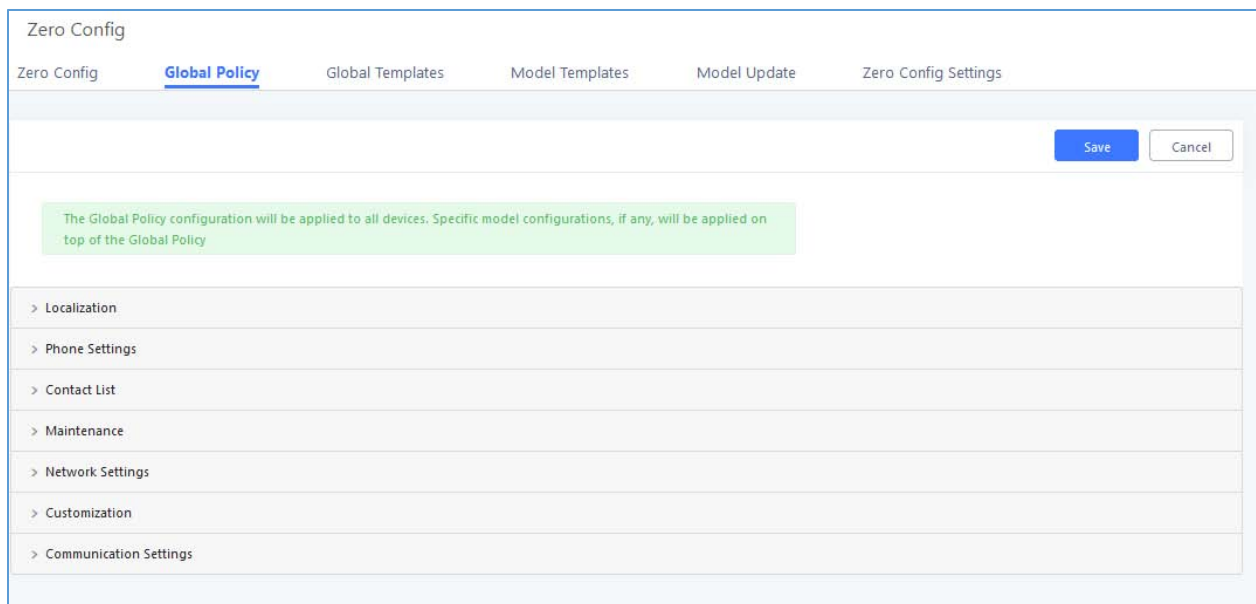 Zero Config
Zero Config Global Policy Global Templates Model Templates Model Update Zero Config Settings
Save Cancel
The Global Policy configuration will be applied to all devices. Specific model configurations, if any, will be applied on
top of the Global Policy
> Localization
> Phone Settings
> Contact List
> Maintenance
> Network Settings
> Customization
> Communication Settings